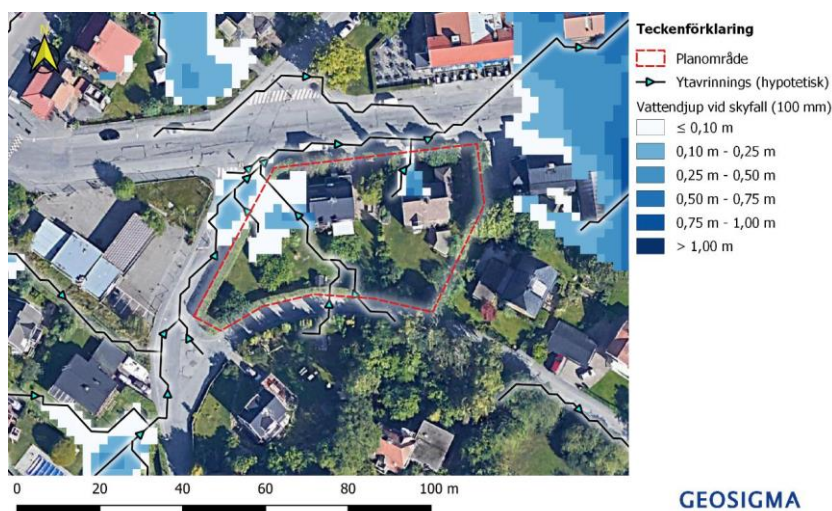 Teckenförklaring
Planområde
Ytavrinnings (hypotetisk)
Vattendjup vid skyfall (100 mm)
≤ 0,10 m
0,10 m - 0,25 m
0,25 m - 0,50 m
0,50 m - 0,75 m
0,75 m - 1,00 m
> 1,00 m
0 20 40 60 80 100 m
GEOSIGMA